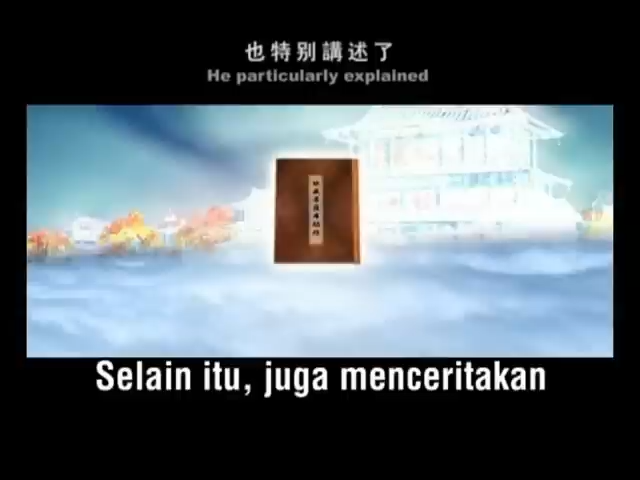 也特別講述了
He particularly explained
Selain itu, juga menceritakan